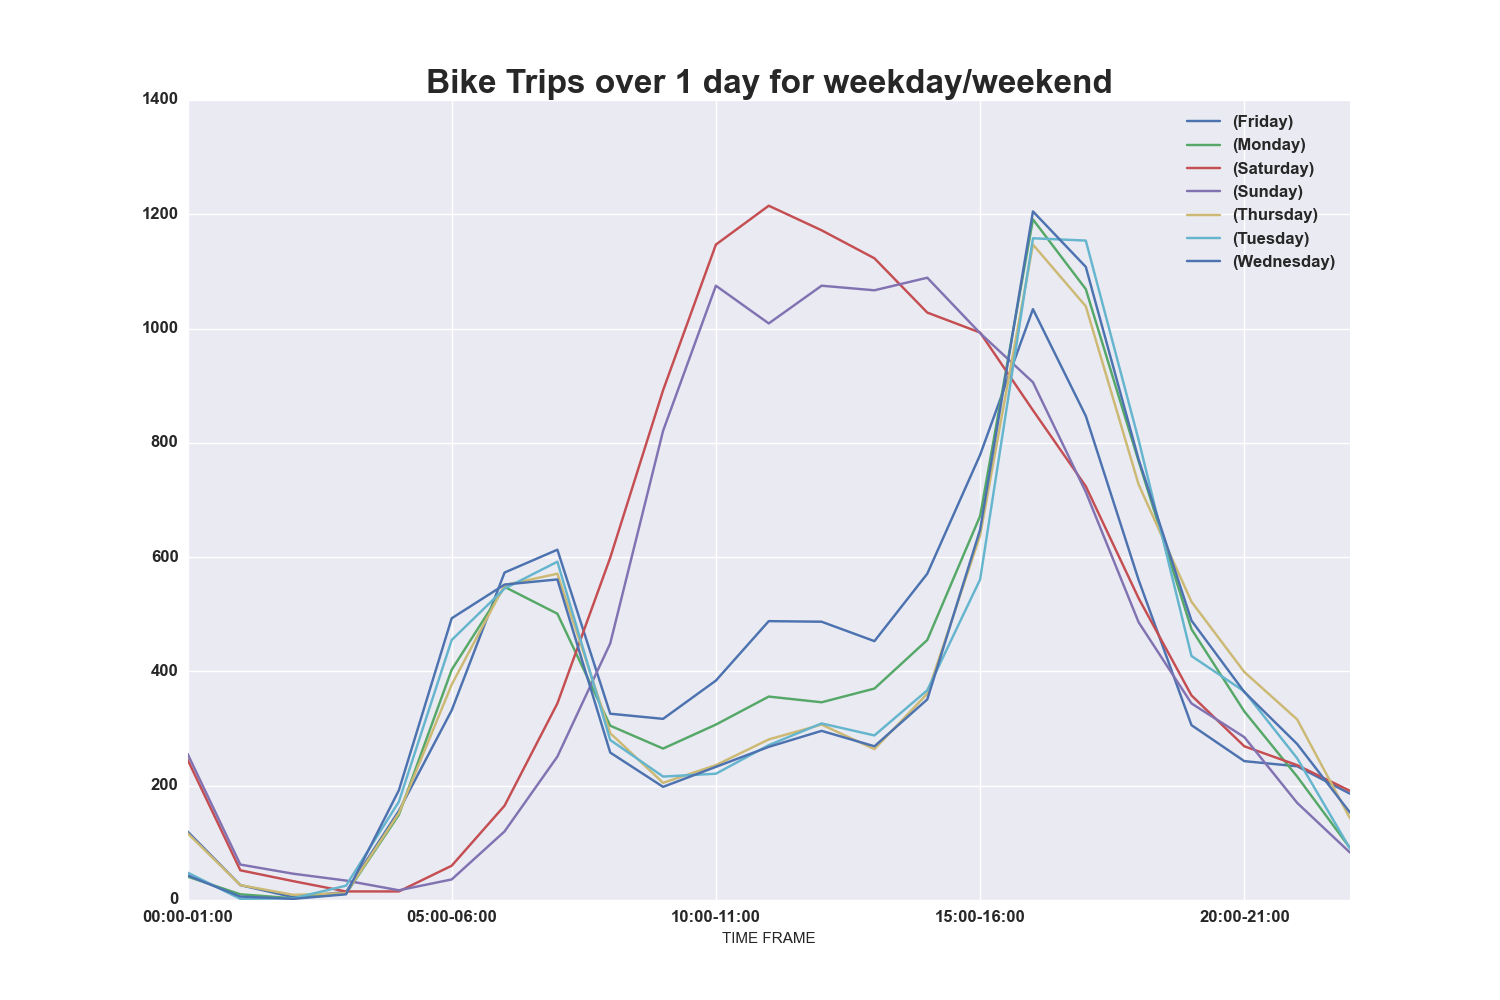 Bike Trips over 1 day for weekday/weekend
1400
1200
1000
800
600
400
200
0
(Friday)
(Monday)
(Saturday)
(Sunday)
(Thursday)
(Tuesday)
(Wednesday)
00:00-01:00 05:00-06:00 10:00-11:00 15:00-16:00 20:00-21:00
TIME FRAME